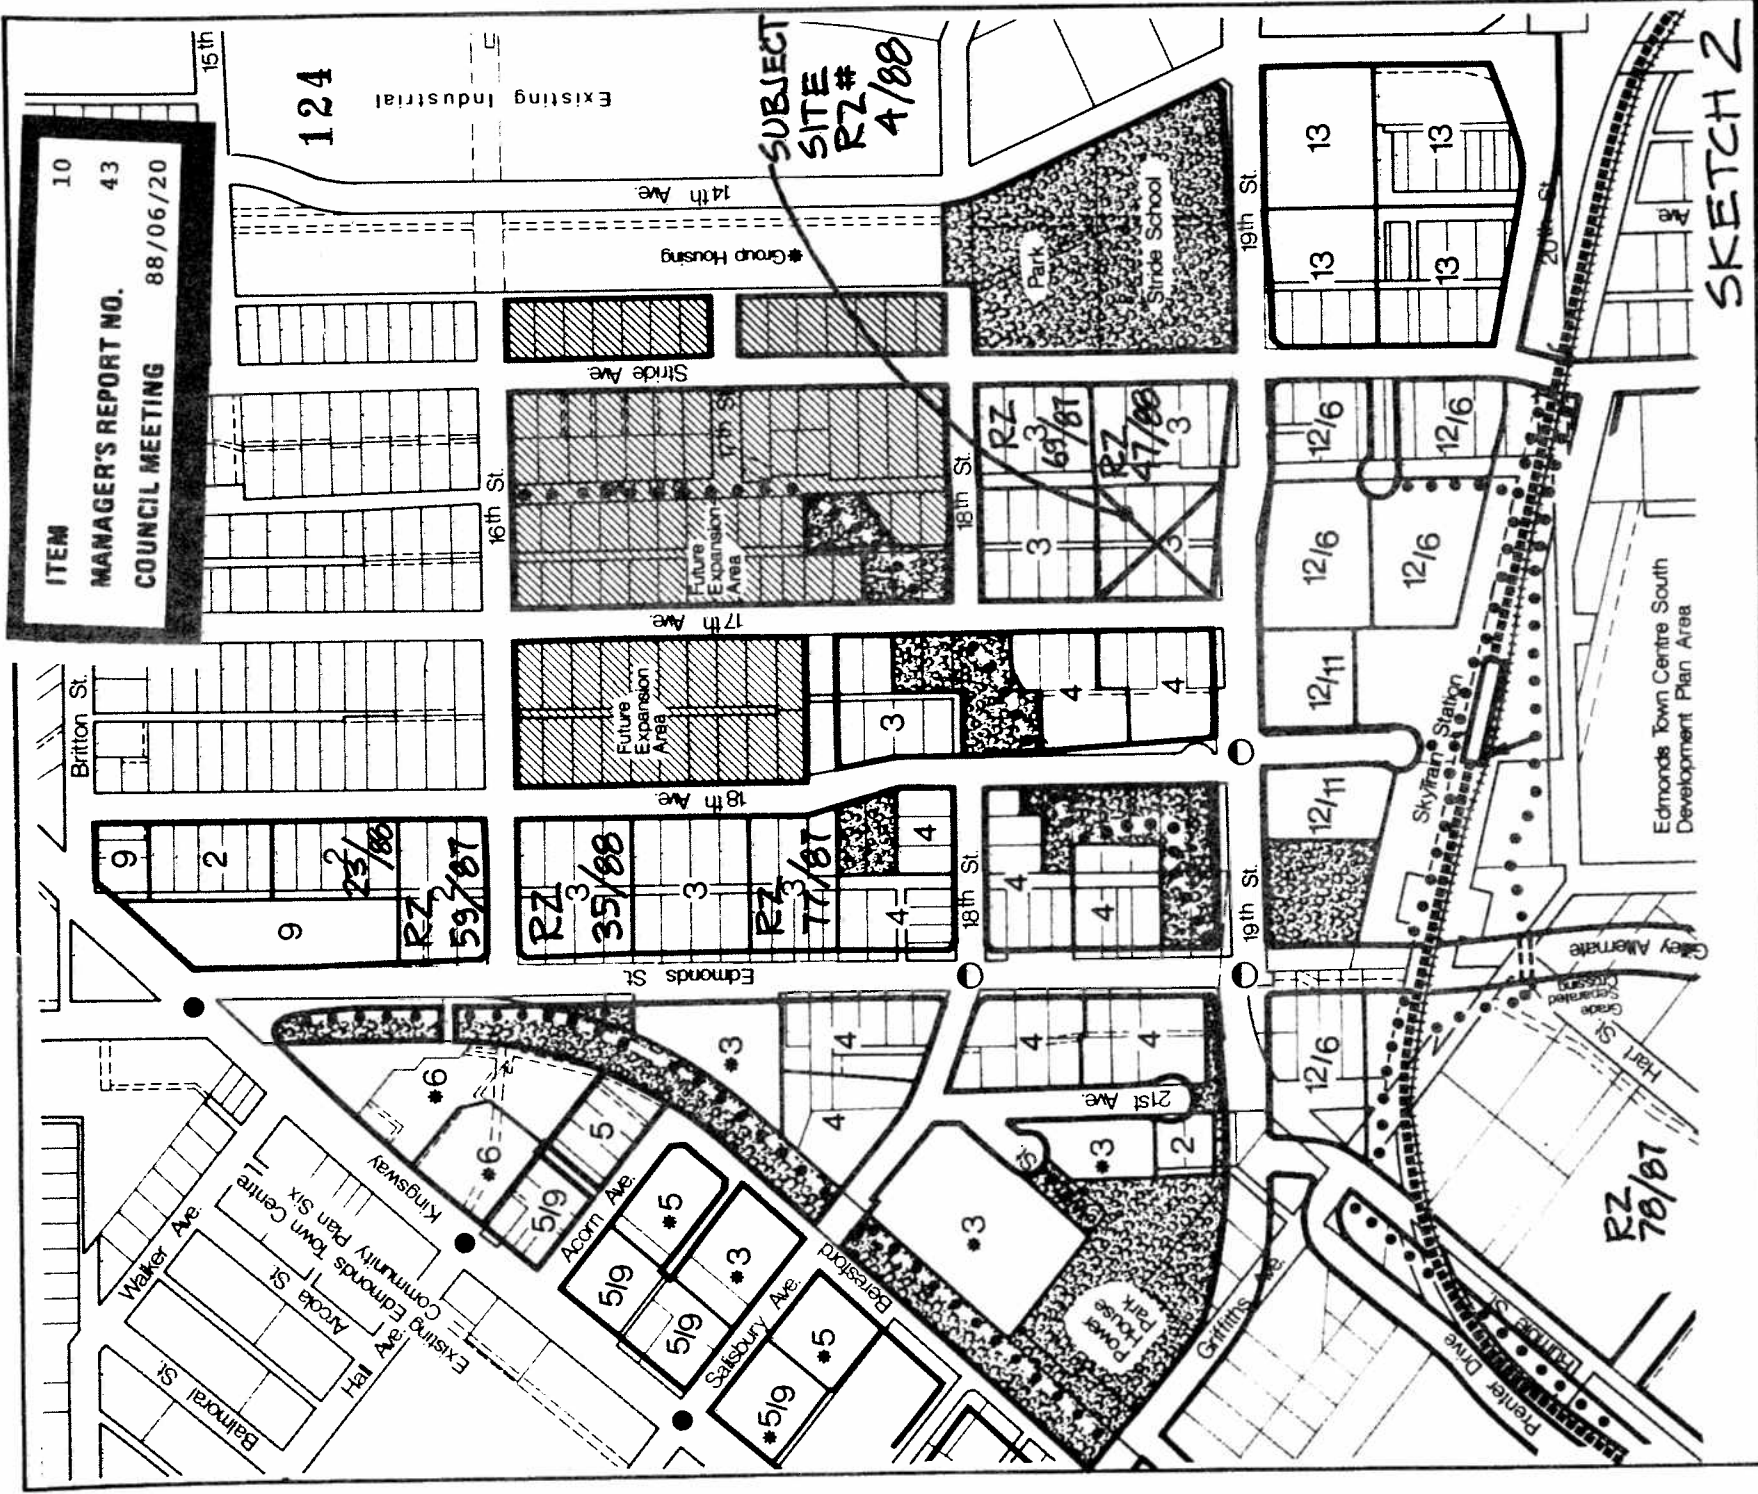 ITEM 10
MANAGER'S REPORT NO. 43
COUNCIL MEETING 88/06/20
124
15th
Existing Industrial
SUBJECT
SITE
RZ#
4/88
14th Ave.
*Group Housing
Park
Stride School
19th St.
13
13
13
13
20th St.
Ave
SKETCH 2
Stride Ave.
16th St.
17th St.
Future
Expansion
Area
18th St.
RZ
3
69/87
RZ
47/88
3
3
3
12/6
12/6
12/6
12/6
17th Ave.
Britton St.
Future
Expansion
Area
3
4
4
12/11
12/11
SkyTrain Station
Edmonds Town Centre South
Development Plan Area
18th Ave.
9
2
2
23/88
9
RZ
2
59/87
RZ
3
35/88
3
RZ
3
77/87
4
4
18th St.
4
4
19th St.
Edmonds St.
Gilley Alternate
Grade
Separated
Crossing
Hart St.
*6
*6
5
5/9
*3
4
4
4
4
21st Ave.
*3
2
St.
12/6
Kingsway
Walker Ave.
Arcola St.
Hall Ave.
Balmoral St.
Existing Edmonds Town Centre
Community Plan Six
Acorn Ave.
*5
5/9
*3
5/9
Salisbury Ave.
*5
*5/9
Beresford
*3
Power
House
Park
Griffiths Ave.
Prenter Drive
Trumble St.
RZ
78/87